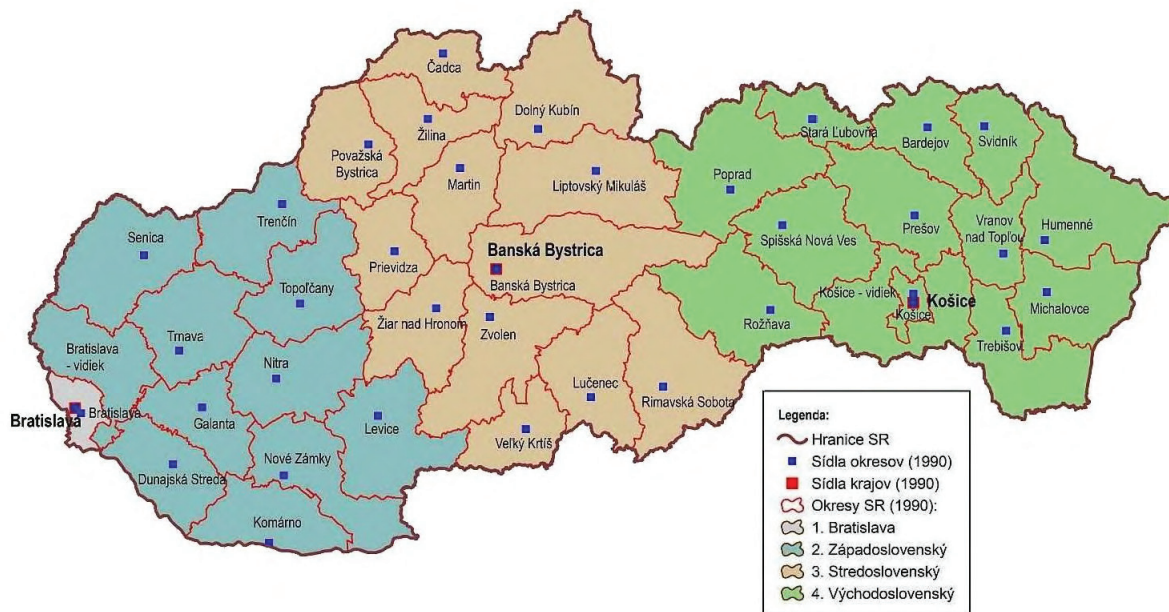 Čadca
Dolný Kubín
Žilina
Stará Ľubovňa
Bardejov
Svidník
Považská
Bystrica
Martin
Liptovský Mikuláš
Poprad
Trenčín
Senica
Spišská Nová Ves
Prešov
Vranov
nad Topľou
Humenné
Prievidza
Banská Bystrica
Banská Bystrica
Topoľčany
Žiar nad Hronom
Zvolen
Košice - vidiek
Košice
Košice
Michalovce
Rožňava
Trnava
Trebišov
Bratislava
- vidiek
Nitra
Lučenec
Rimavská Sobota
Bratislava
Bratislava
Galanta
Levice
Veľký Krtíš
Dunajská Streda
Nové Zámky
Komárno
Legenda:
Hranice SR
Sídla okresov (1990)
Sídla krajov (1990)
Okresy SR (1990):
1. Bratislava
2. Západoslovenský
3. Stredoslovenský
4. Východoslovenský